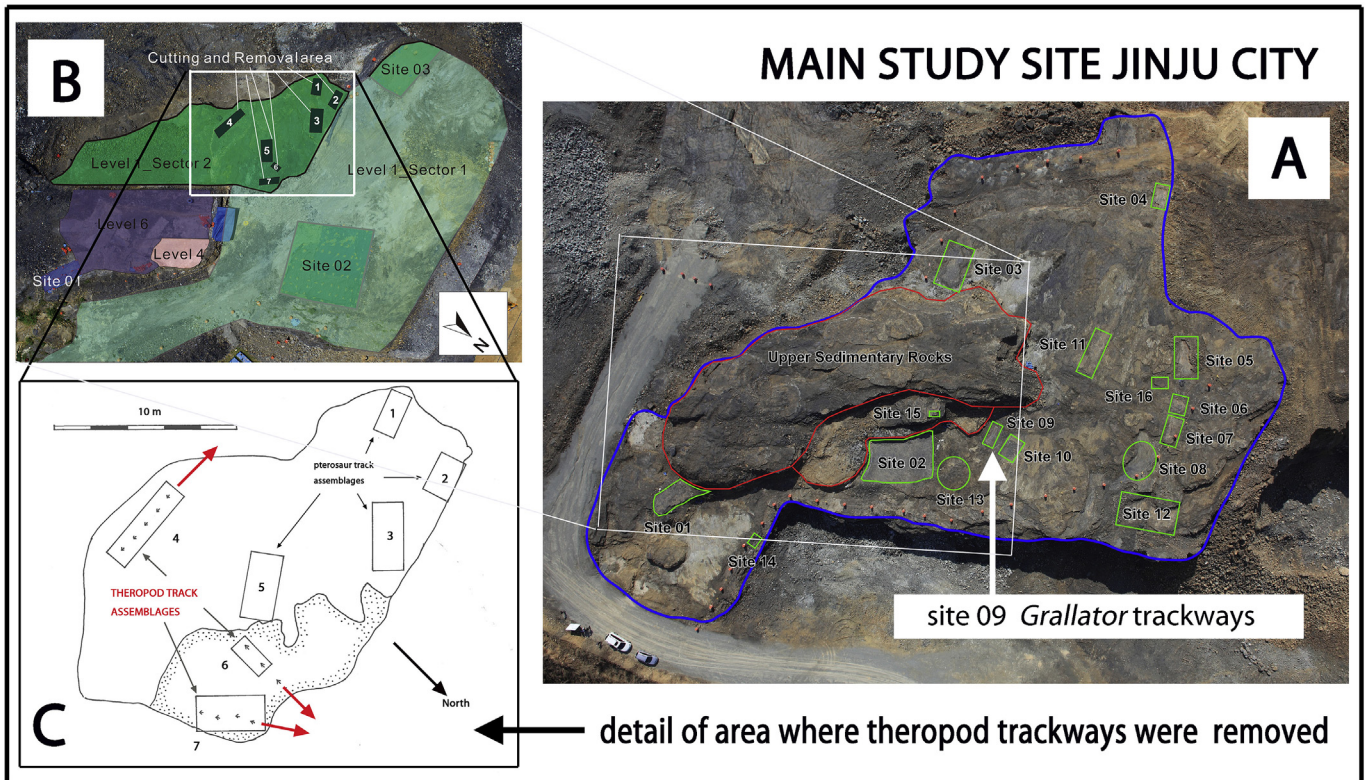 MAIN STUDY SITE JINJU CITY
B
Cutting and Removal area
Site 03
1
2
3
4
5
6
7
Level 1_Sector 2
Level 1_Sector 1
Level 6
Level 4
Site 01
Site 02
N
A
Site 04
Site 03
Upper Sedimentary Rocks
Site 11
Site 05
Site 16
Site 06
Site 15
Site 09
Site 07
Site 02
Site 10
Site 08
Site 13
Site 12
Site 01
Site 14
site 09 Grallator trackways
10 m
1
pterosaur track
assemblages
2
3
4
5
THEROPOD TRACK
ASSEMBLAGES
6
North
C
7
detail of area where theropod trackways were removed